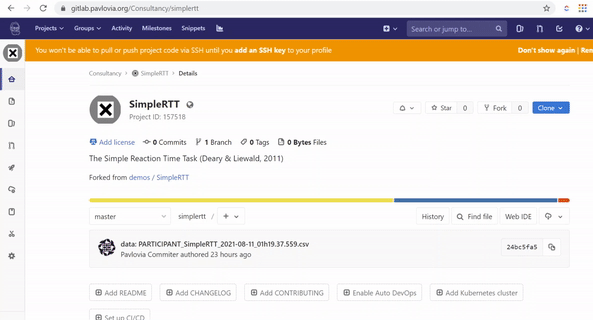 gitlab.pavlovia.org/Consultancy/simplertt
Projects Groups Activity Milestones Snippets Search or jump to...
You won't be able to pull or push project code via SSH until you add an SSH key to your profile Don't show again | Ren
Consultancy › SimpleRTT › Details
SimpleRTT
Project ID: 157518
Star 0 Fork 0 Clone
Add license 0 Commits 1 Branch 0 Tags 0 Bytes Files
The Simple Reaction Time Task (Deary & Liewald, 2011)
Forked from demos / SimpleRTT
master simplertt / + History Find file Web IDE
data: PARTICIPANT_SimpleRTT_2021-08-11_01h19.37.559.csv 24bc5fa5
Pavlovia Commiter authored 23 hours ago
Add README Add CHANGELOG Add CONTRIBUTING Enable Auto DevOps Add Kubernetes cluster
Set up CI/CD